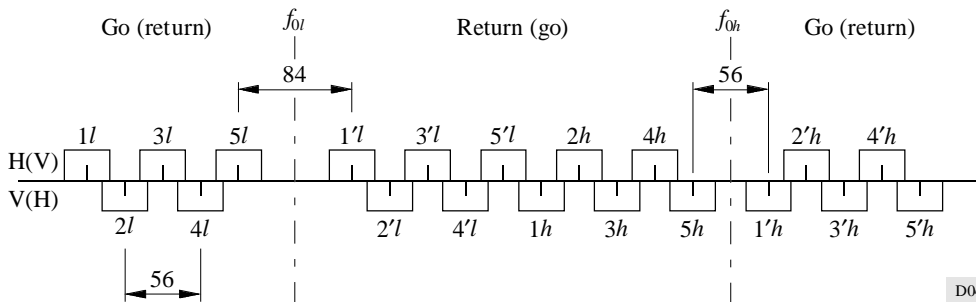 Go (return) f0l Return (go) f0h Go (return)
84 56
1l 3l 5l 1′l 3′l 5′l 2h 4h 2′h 4′h
H(V)
V(H)
2l 4l 2′l 4′l 1h 3h 5h 1′h 3′h 5′h
56